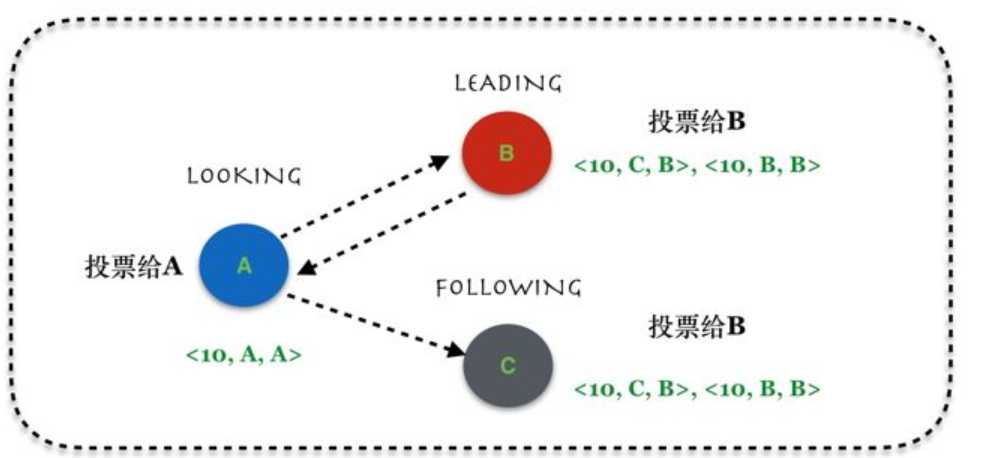 LEADING
投票给B
B
<10, C, B>, <10, B, B>
LOOKING
投票给A
A
<10, A, A>
FOLLOWING
投票给B
C
<10, C, B>, <10, B, B>